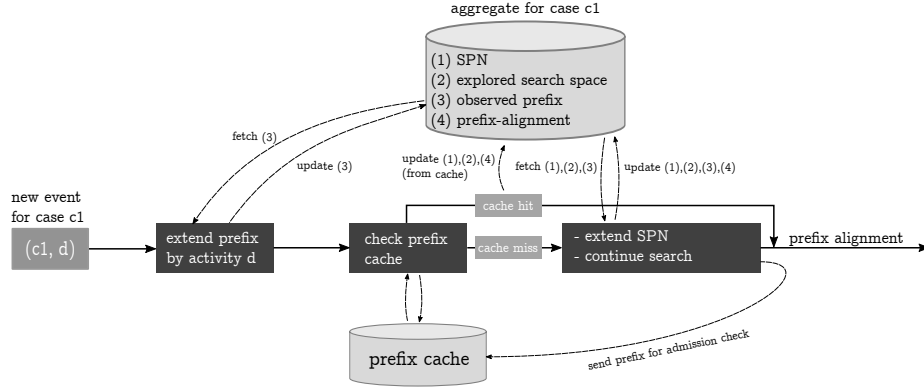 aggregate for case c1
(1) SPN
(2) explored search space
(3) observed prefix
(4) prefix-alignment
fetch (3)
update (3)
update (1),(2),(4)
(from cache)
fetch (1),(2),(3)
update (1),(2),(3),(4)
new event
for case c1
(c1, d)
extend prefix
by activity d
check prefix
cache
cache hit
cache miss
- extend SPN
- continue search
prefix alignment
prefix cache
send prefix for admission check